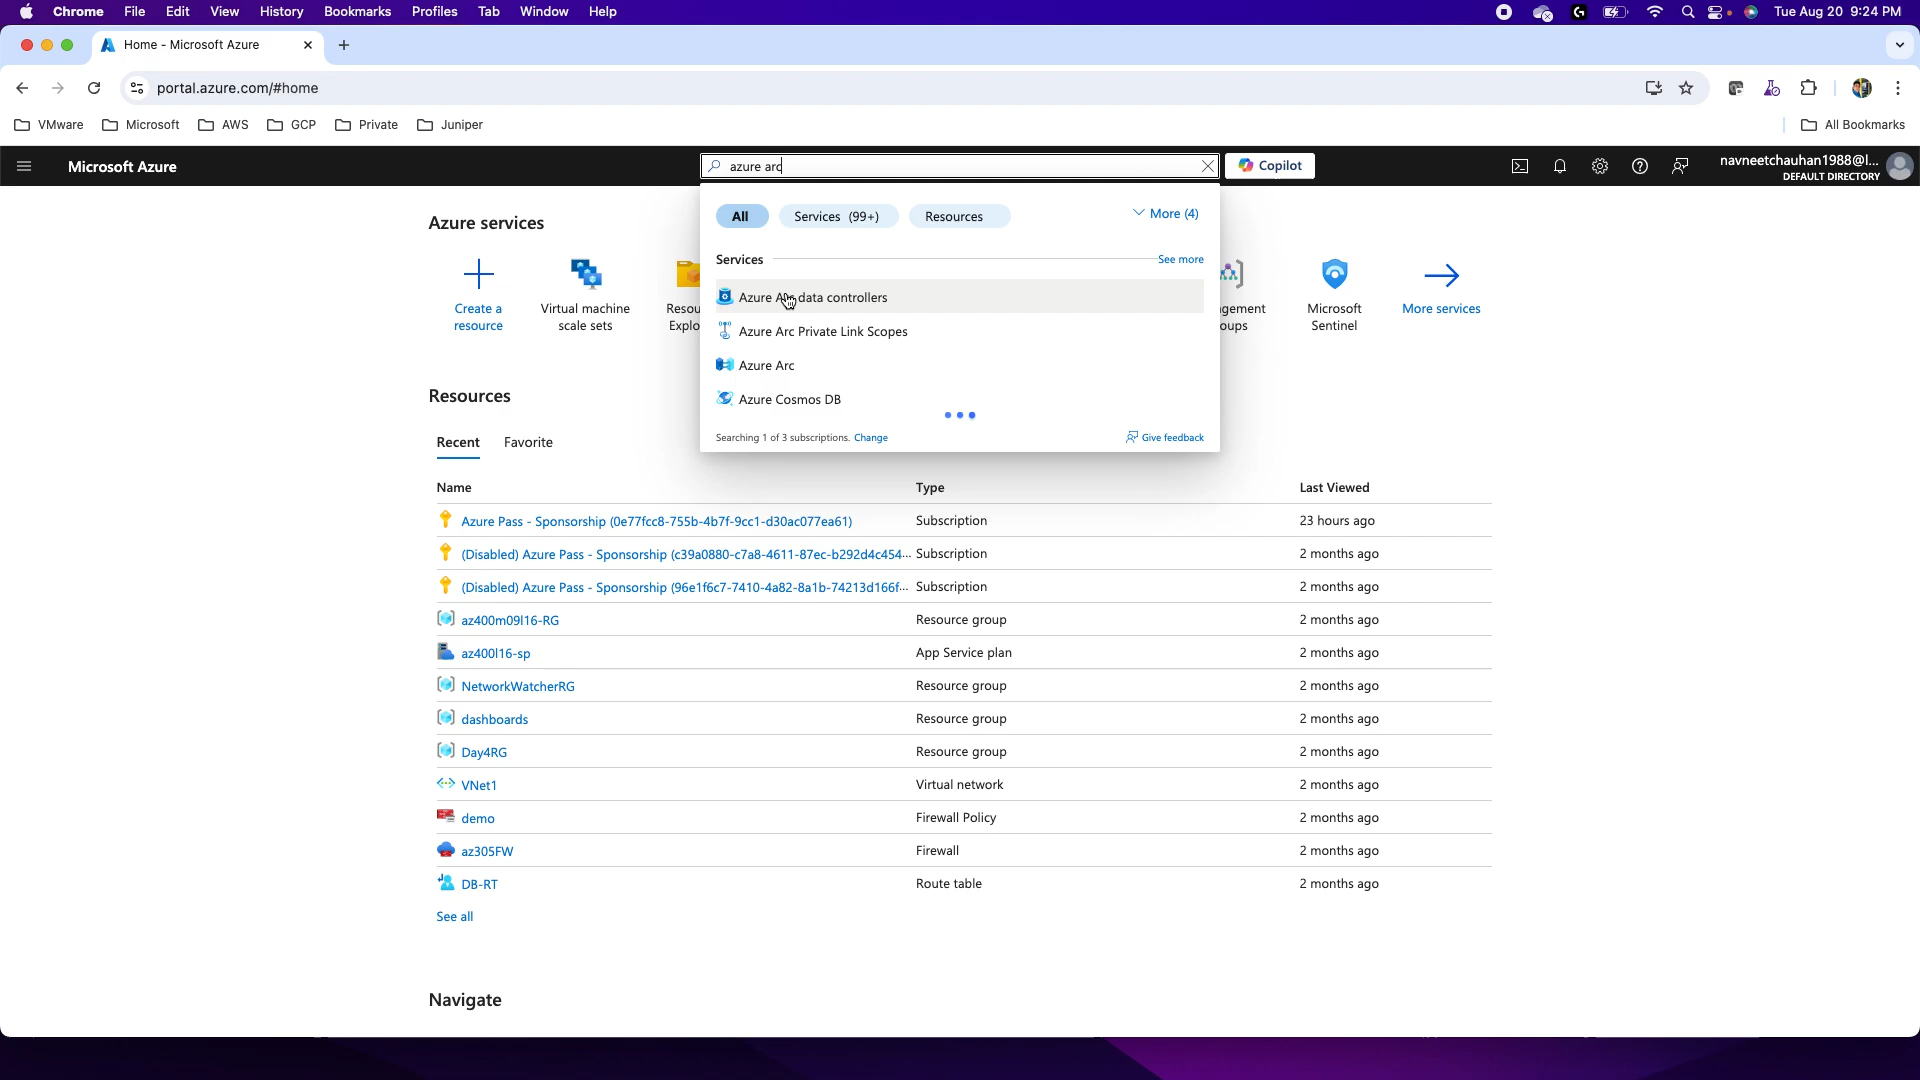 Chrome File Edit View History Bookmarks Profiles Tab Window Help Tue Aug 20 9:24 PM
Home - Microsoft Azure
portal.azure.com/#home
VMware Microsoft AWS GCP Private Juniper All Bookmarks
Microsoft Azure azure arc Copilot navneetchauhan1988@l...
DEFAULT DIRECTORY
All Services (99+) Resources More (4)
Azure services
Services See more
Azure Arc data controllers
Create a resource
Virtual machine scale sets
Resou
Explo
gement
oups
Microsoft Sentinel
More services
Azure Arc Private Link Scopes
Azure Arc
Azure Cosmos DB
Searching 1 of 3 subscriptions. Change Give feedback
Resources
Recent Favorite
Name Type Last Viewed
Azure Pass - Sponsorship (0e77fcc8-755b-4b7f-9cc1-d30ac077ea61) Subscription 23 hours ago
(Disabled) Azure Pass - Sponsorship (c39a0880-c7a8-4611-87ec-b292d4c454... Subscription 2 months ago
(Disabled) Azure Pass - Sponsorship (96e1f6c7-7410-4a82-8a1b-74213d166f... Subscription 2 months ago
az400m09l16-RG Resource group 2 months ago
az400l16-sp App Service plan 2 months ago
NetworkWatcherRG Resource group 2 months ago
dashboards Resource group 2 months ago
Day4RG Resource group 2 months ago
VNet1 Virtual network 2 months ago
demo Firewall Policy 2 months ago
az305FW Firewall 2 months ago
DB-RT Route table 2 months ago
See all
Navigate